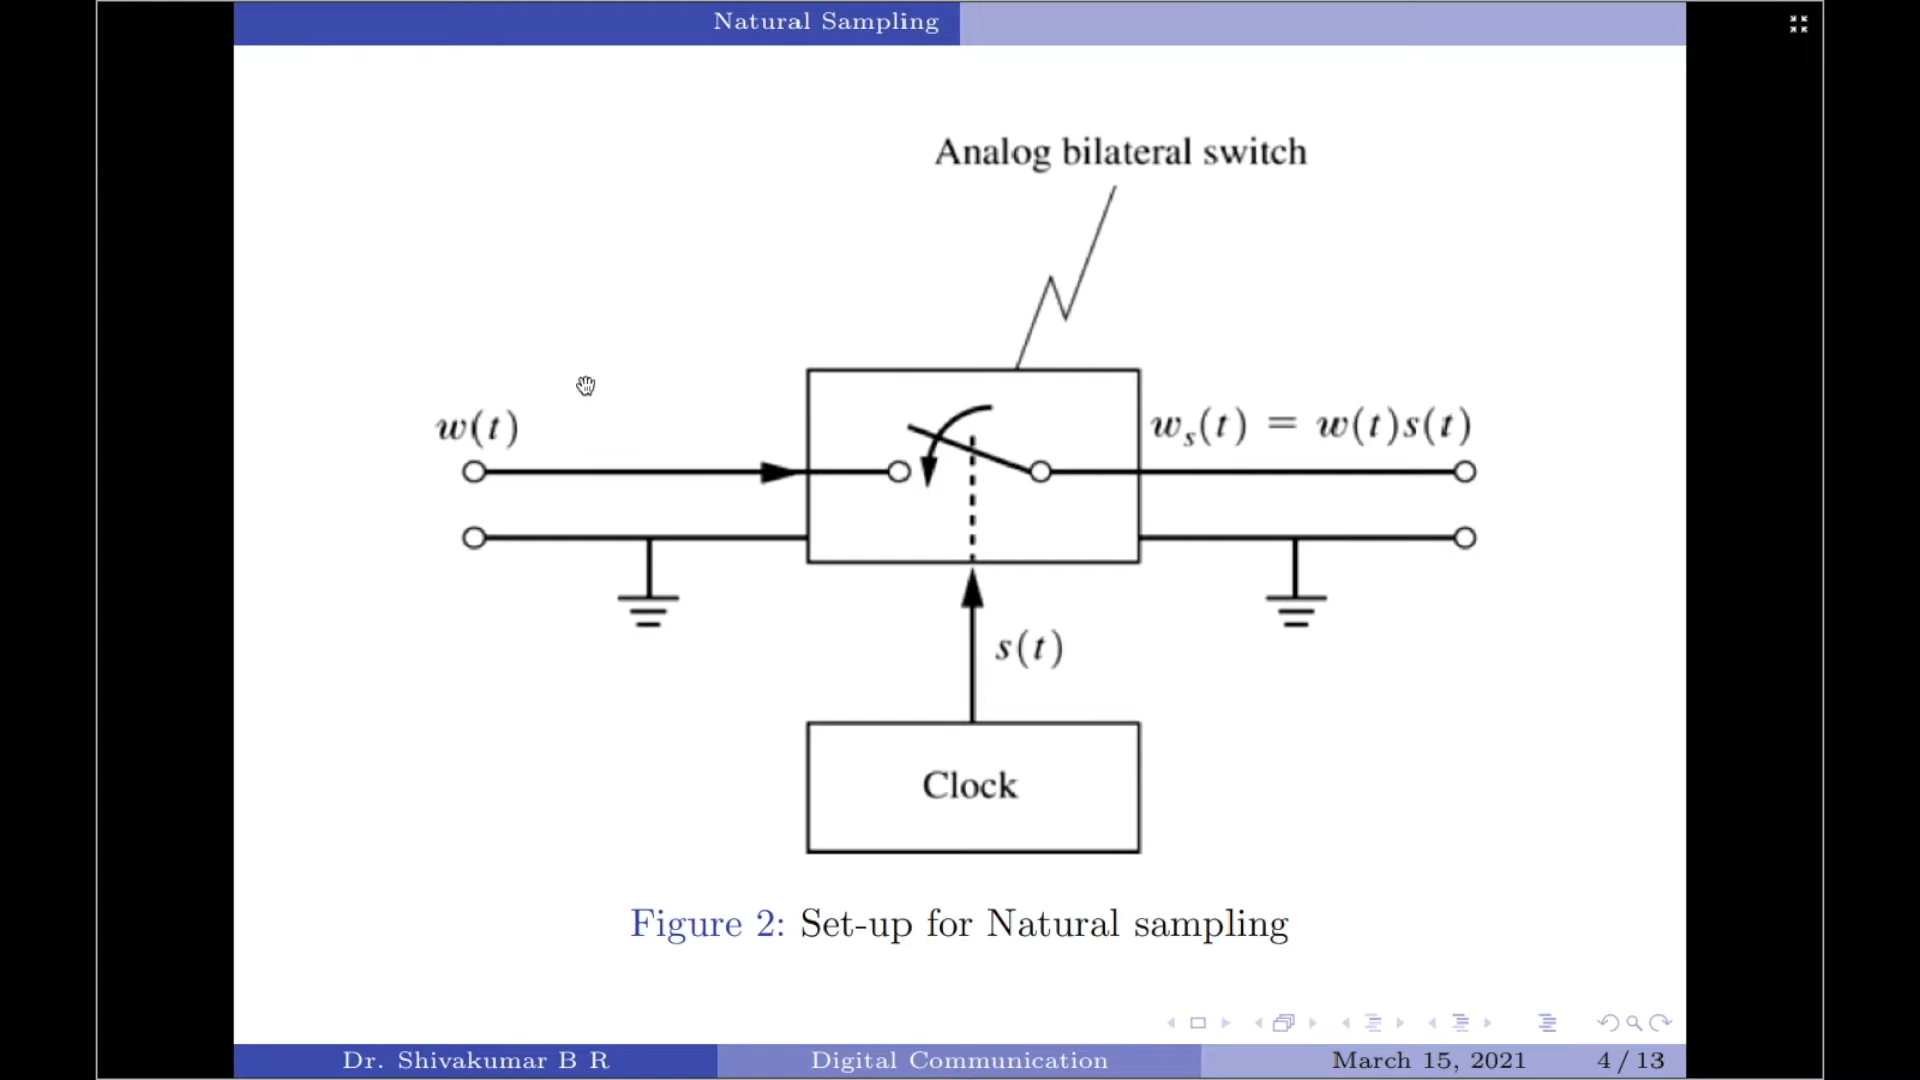 Natural Sampling
Analog bilateral switch
w(t)
wₛ(t) = w(t)s(t)
s(t)
Clock
Figure 2: Set-up for Natural sampling
Dr. Shivakumar B R
Digital Communication
March 15, 2021
4 / 13